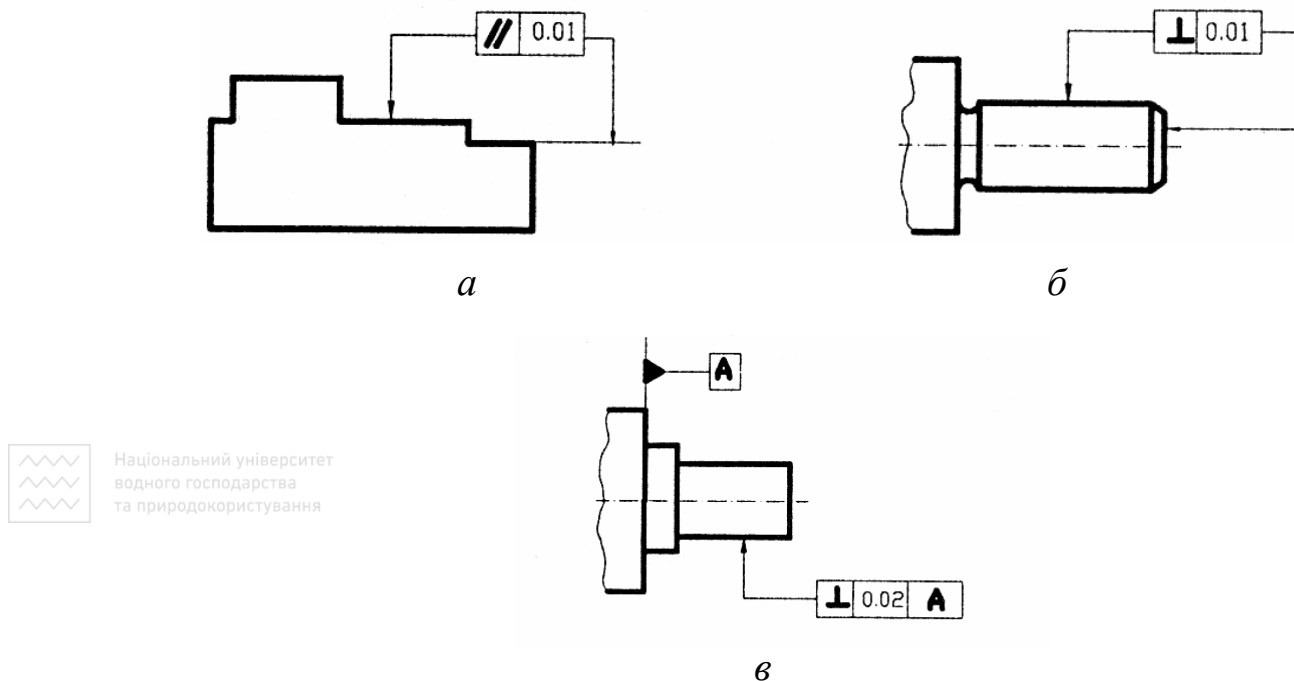 // 0.01
⊥ 0.01
а
б
А
Національний університет
водного господарства
та природокористування
⊥ 0.02 А
в